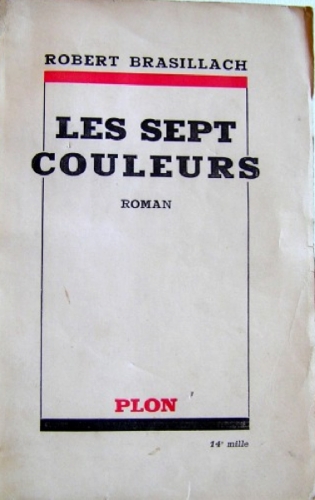 ROBERT BRASILLACH
LES SEPT
COULEURS
ROMAN
PLON
14e mille